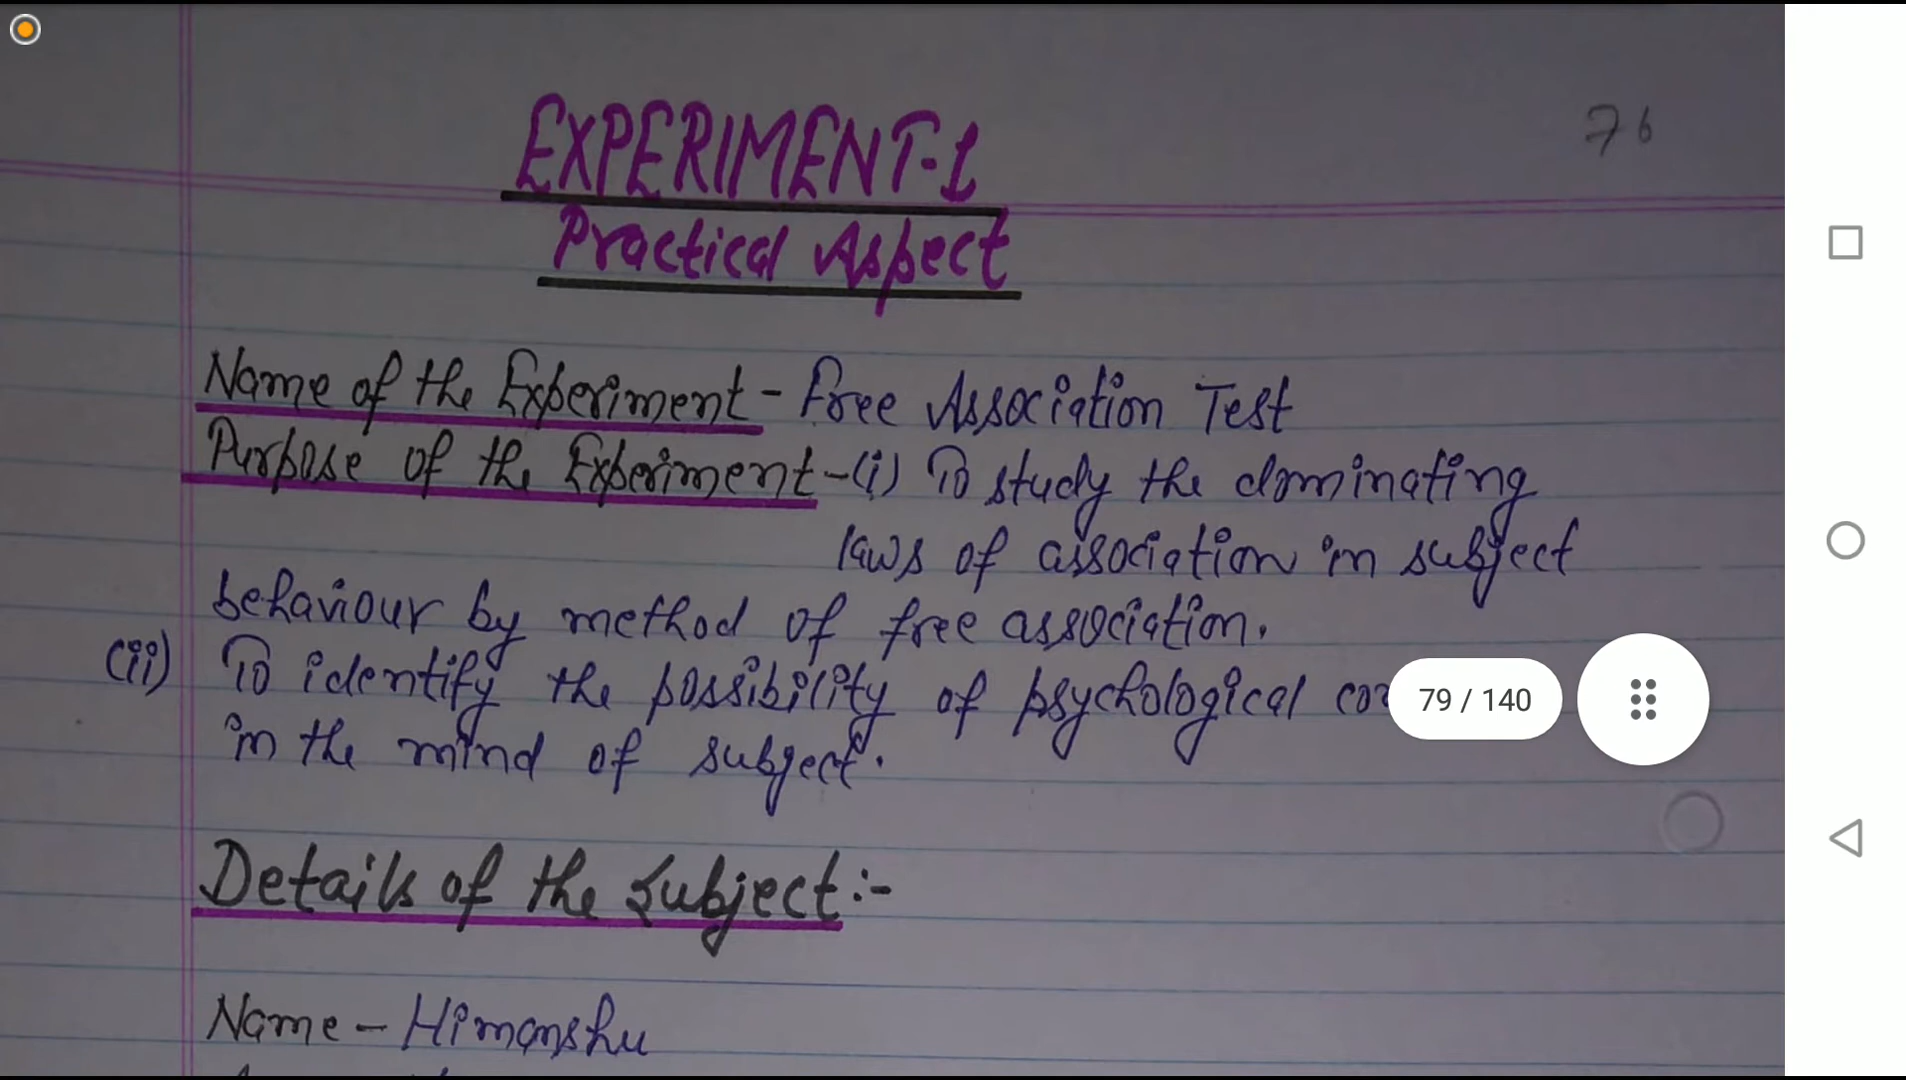 76
EXPERIMENT-1
Practical Aspect
Name of the Experiment - Free Association Test
Purpose of the Experiment - (i) To study the dominating
laws of association in subject
behaviour by method of free association.
(ii) To identify the possibility of psychological
79 / 140
in the mind of subject.
Details of the Subject:-
Name - Himanshu